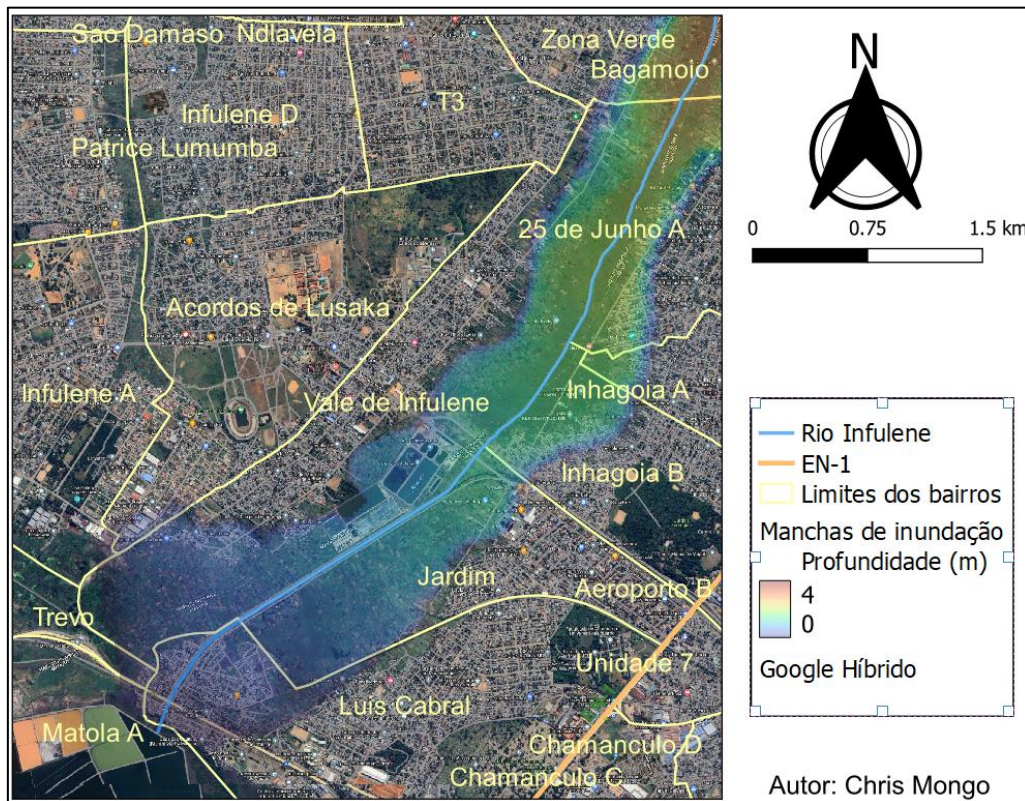 Sao Damaso Ndlavela
Zona Verde
Bagamoio
T3
Infulene D
Patrice Lumumba
25 de Junho A
Acordos de Lusaka
Infulene A
Vale de Infulene
Inhagoia A
Inhagoia B
Jardim
Aeroporto B
Trevo
Unidade 7
Luis Cabral
Matola A
Chamanculo D
Chamanculo C
N
0 0.75 1.5 km
Rio Infulene
EN-1
Limites dos bairros
Manchas de inundação
Profundidade (m)
4
0
Google Híbrido
Autor: Chris Mongo